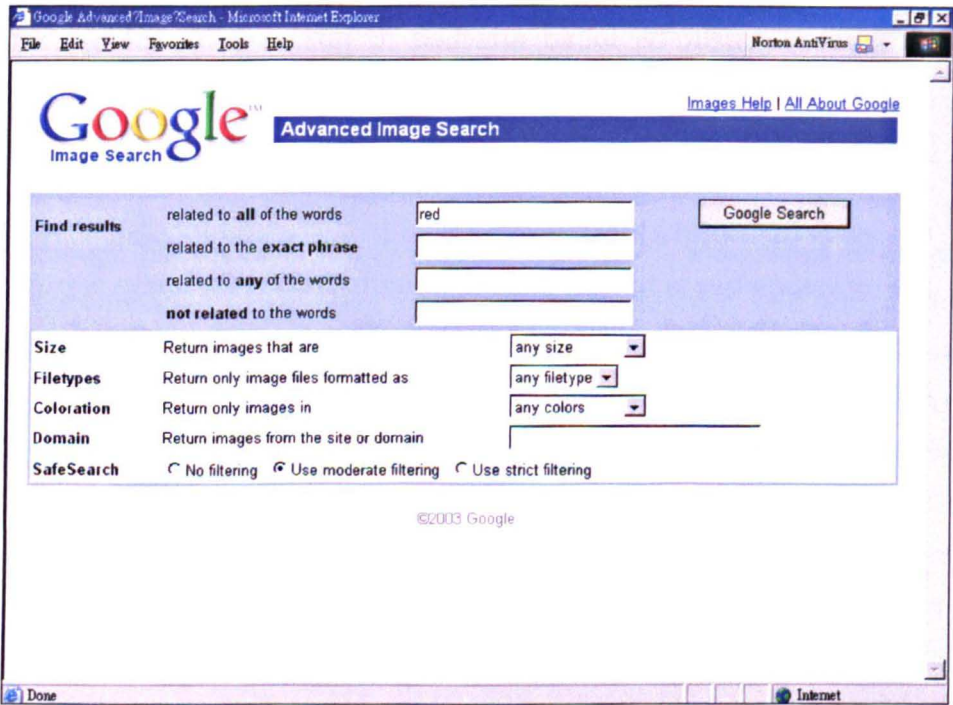 Google Advanced?Image?Search - Microsoft Internet Explorer
File Edit View Favorites Tools Help
Norton AntiVirus
Google™
Image Search
Images Help | All About Google
Advanced Image Search
Find results
related to all of the words red Google Search
related to the exact phrase
related to any of the words
not related to the words
Size Return images that are any size
Filetypes Return only image files formatted as any filetype
Coloration Return only images in any colors
Domain Return images from the site or domain
SafeSearch No filtering Use moderate filtering Use strict filtering
©2003 Google
Done Internet